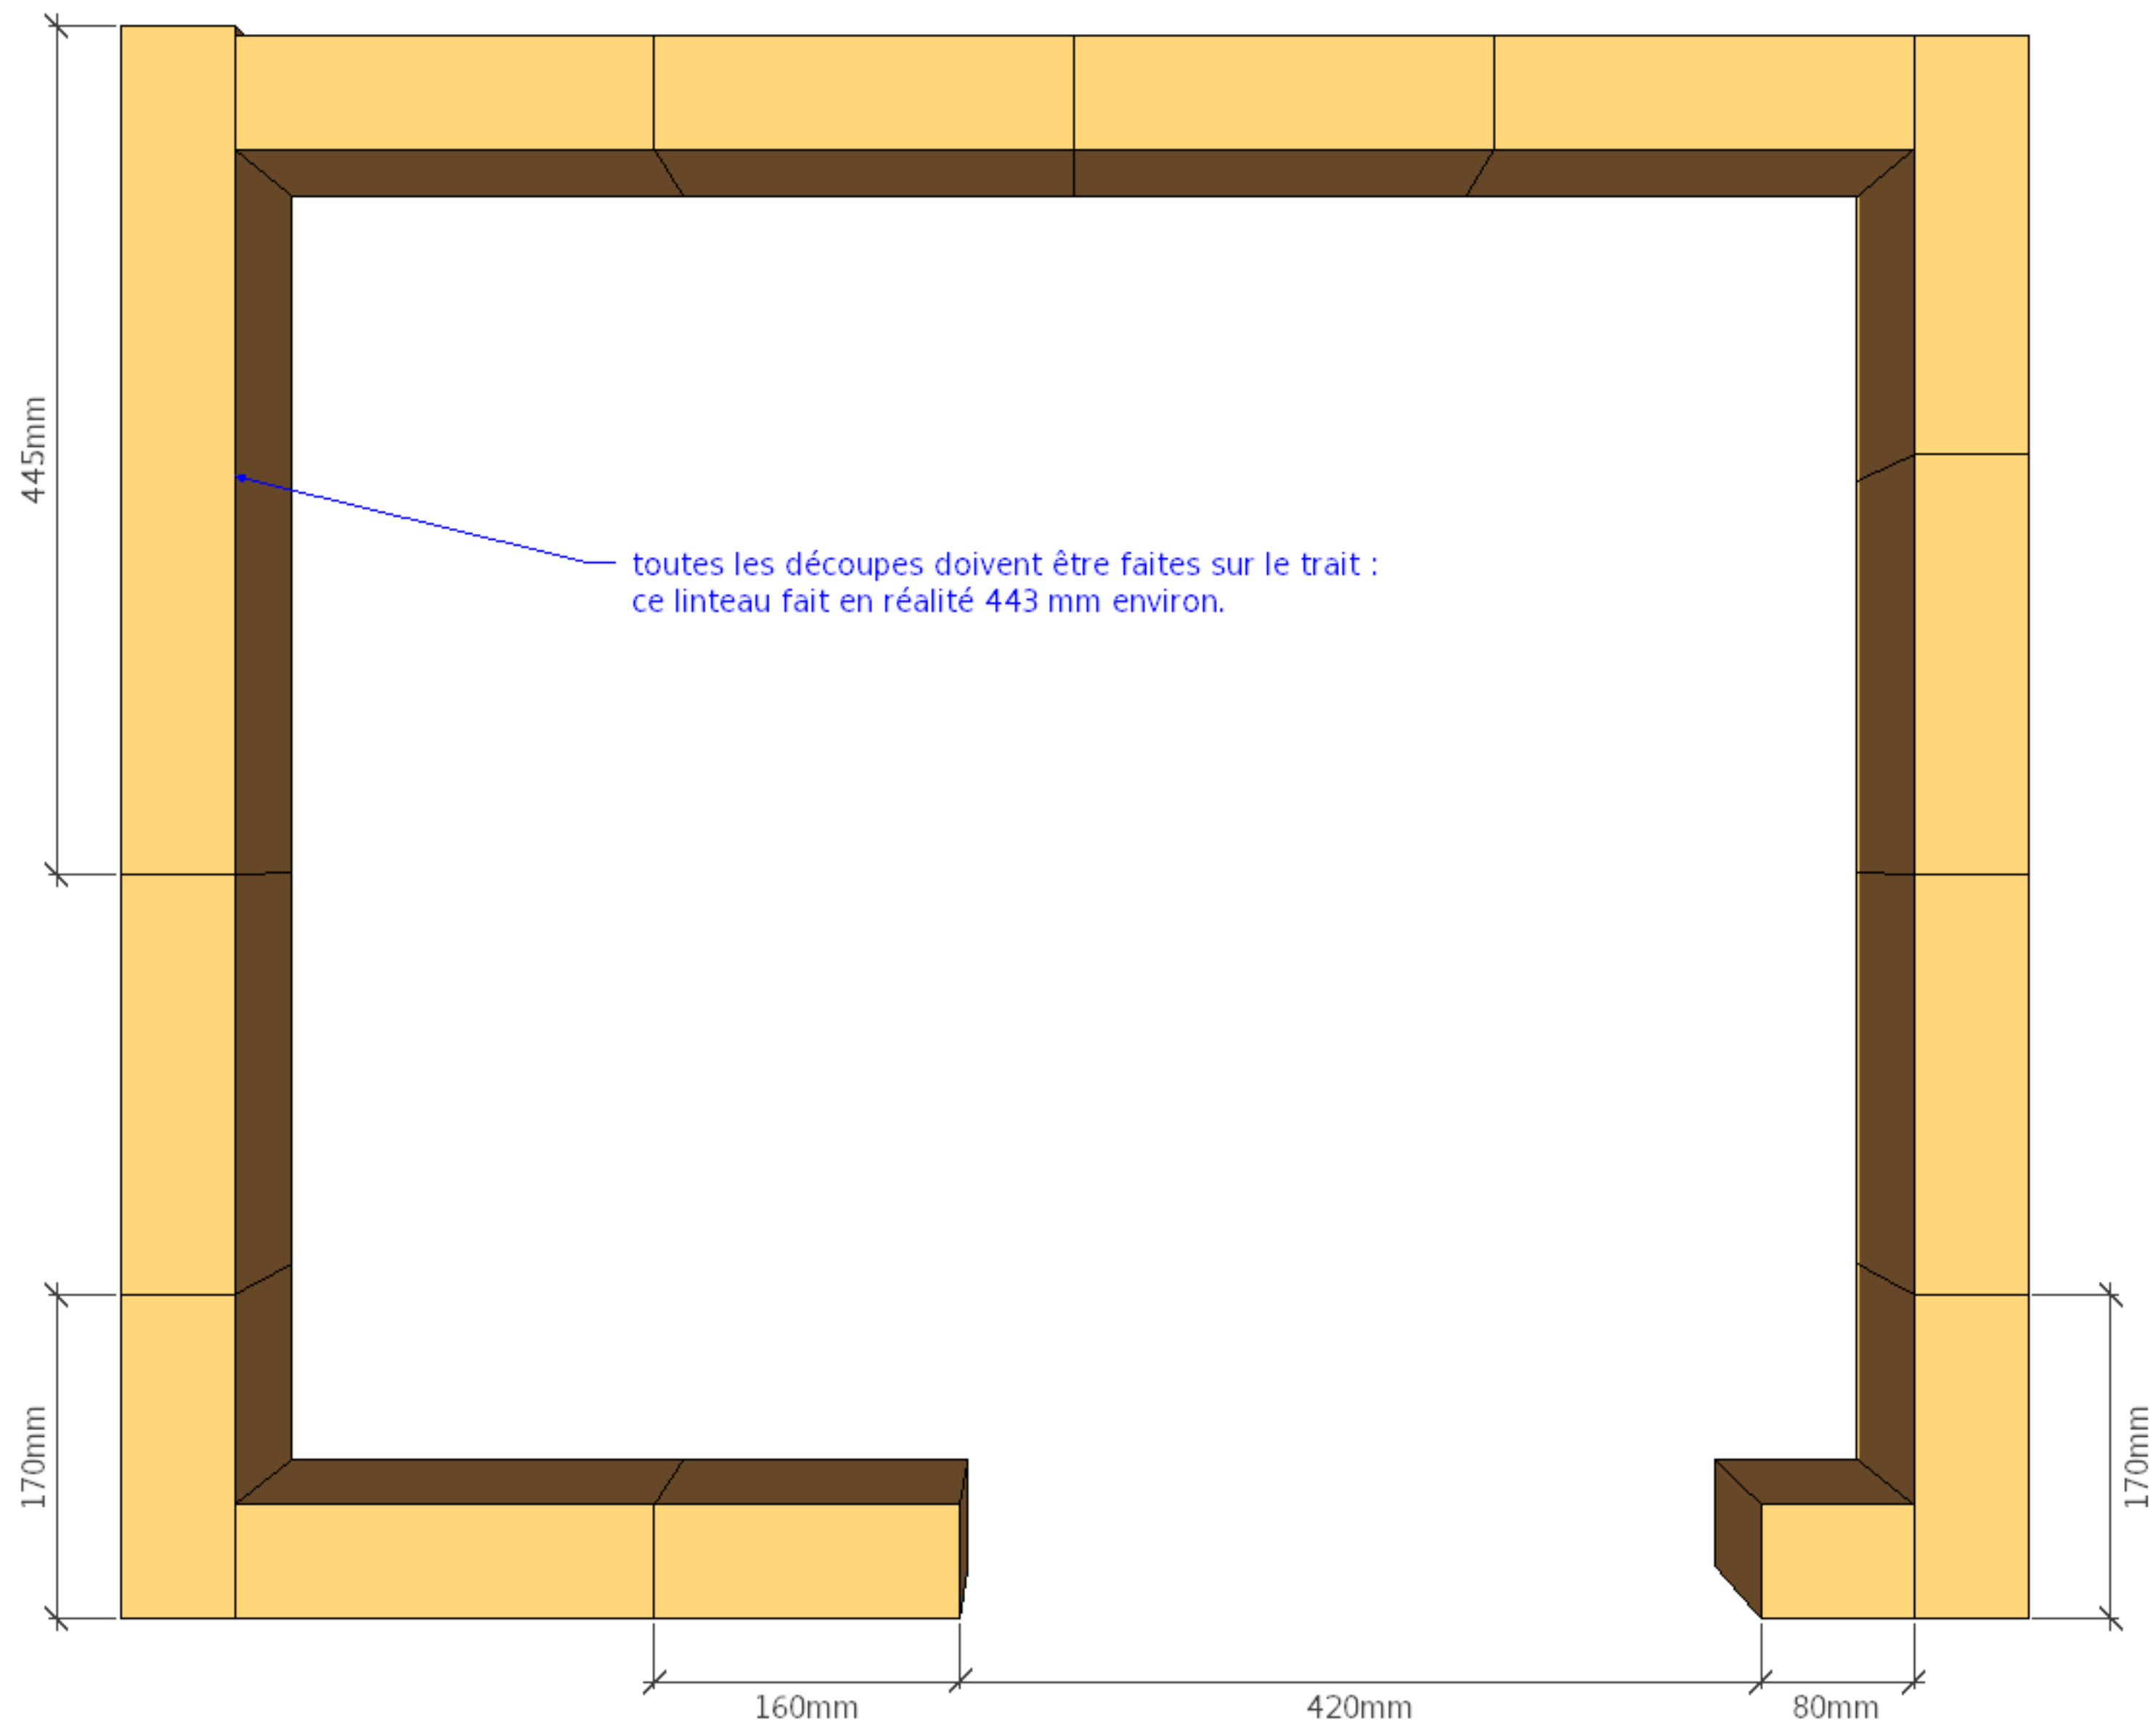 445mm
toutes les découpes doivent être faites sur le trait :
ce linteau fait en réalité 443 mm environ.
170mm
170mm
160mm
420mm
80mm